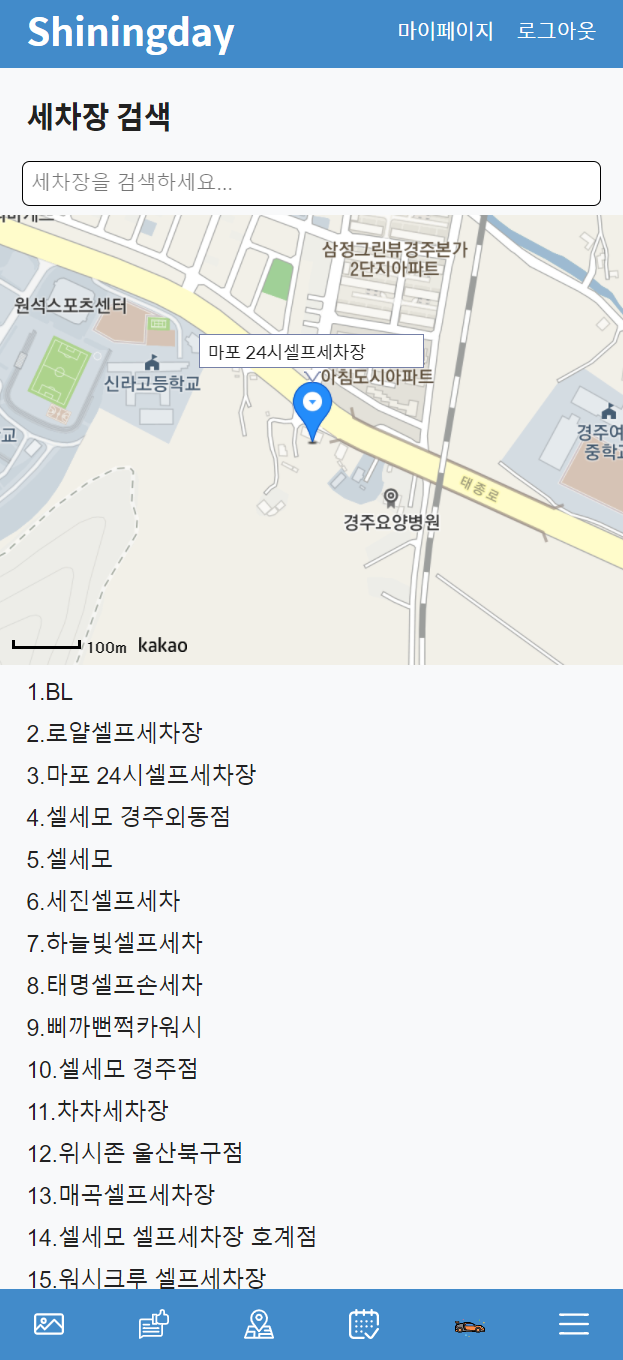 Shiningday 마이페이지 로그아웃
세차장 검색
세차장을 검색하세요...
삼정그린뷰경주본가
2단지아파트
원석스포츠센터
마포 24시셀프세차장
신라고등학교
아침도시아파트
경주여
중학교
태종로
경주요양병원
100m kakao
1.BL
2.로얄셀프세차장
3.마포 24시셀프세차장
4.셀세모 경주외동점
5.셀세모
6.세진셀프세차
7.하늘빛셀프세차
8.태명셀프손세차
9.삐까뻔쩍카워시
10.셀세모 경주점
11.차차세차장
12.위시존 울산북구점
13.매곡셀프세차장
14.셀세모 셀프세차장 호계점
15.워시크루 셀프세차장